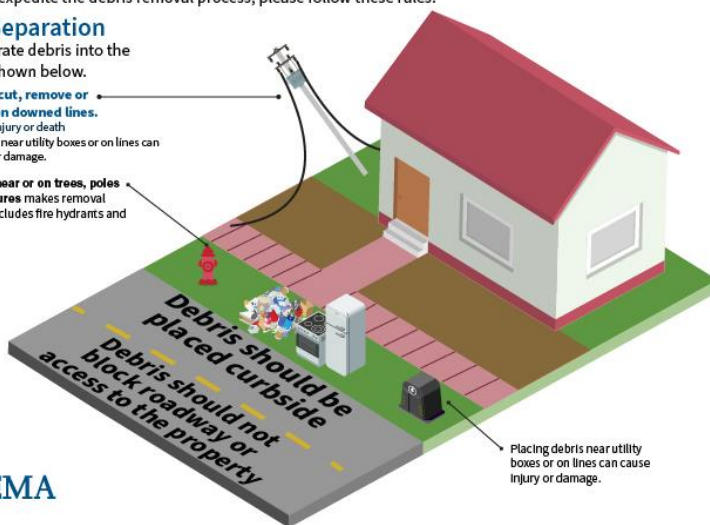 expedite the debris removal process, please follow these rules:
eparation
rate debris into the
hown below.
cut, remove or
n downed lines.
jury or death
near utility boxes or on lines can
r damage.
near or on trees, poles
ures makes removal
cludes fire hydrants and
Debris should be
placed curbside
Debris should not
block roadway or
access to the property
Placing debris near utility
boxes or on lines can cause
injury or damage.
EMA